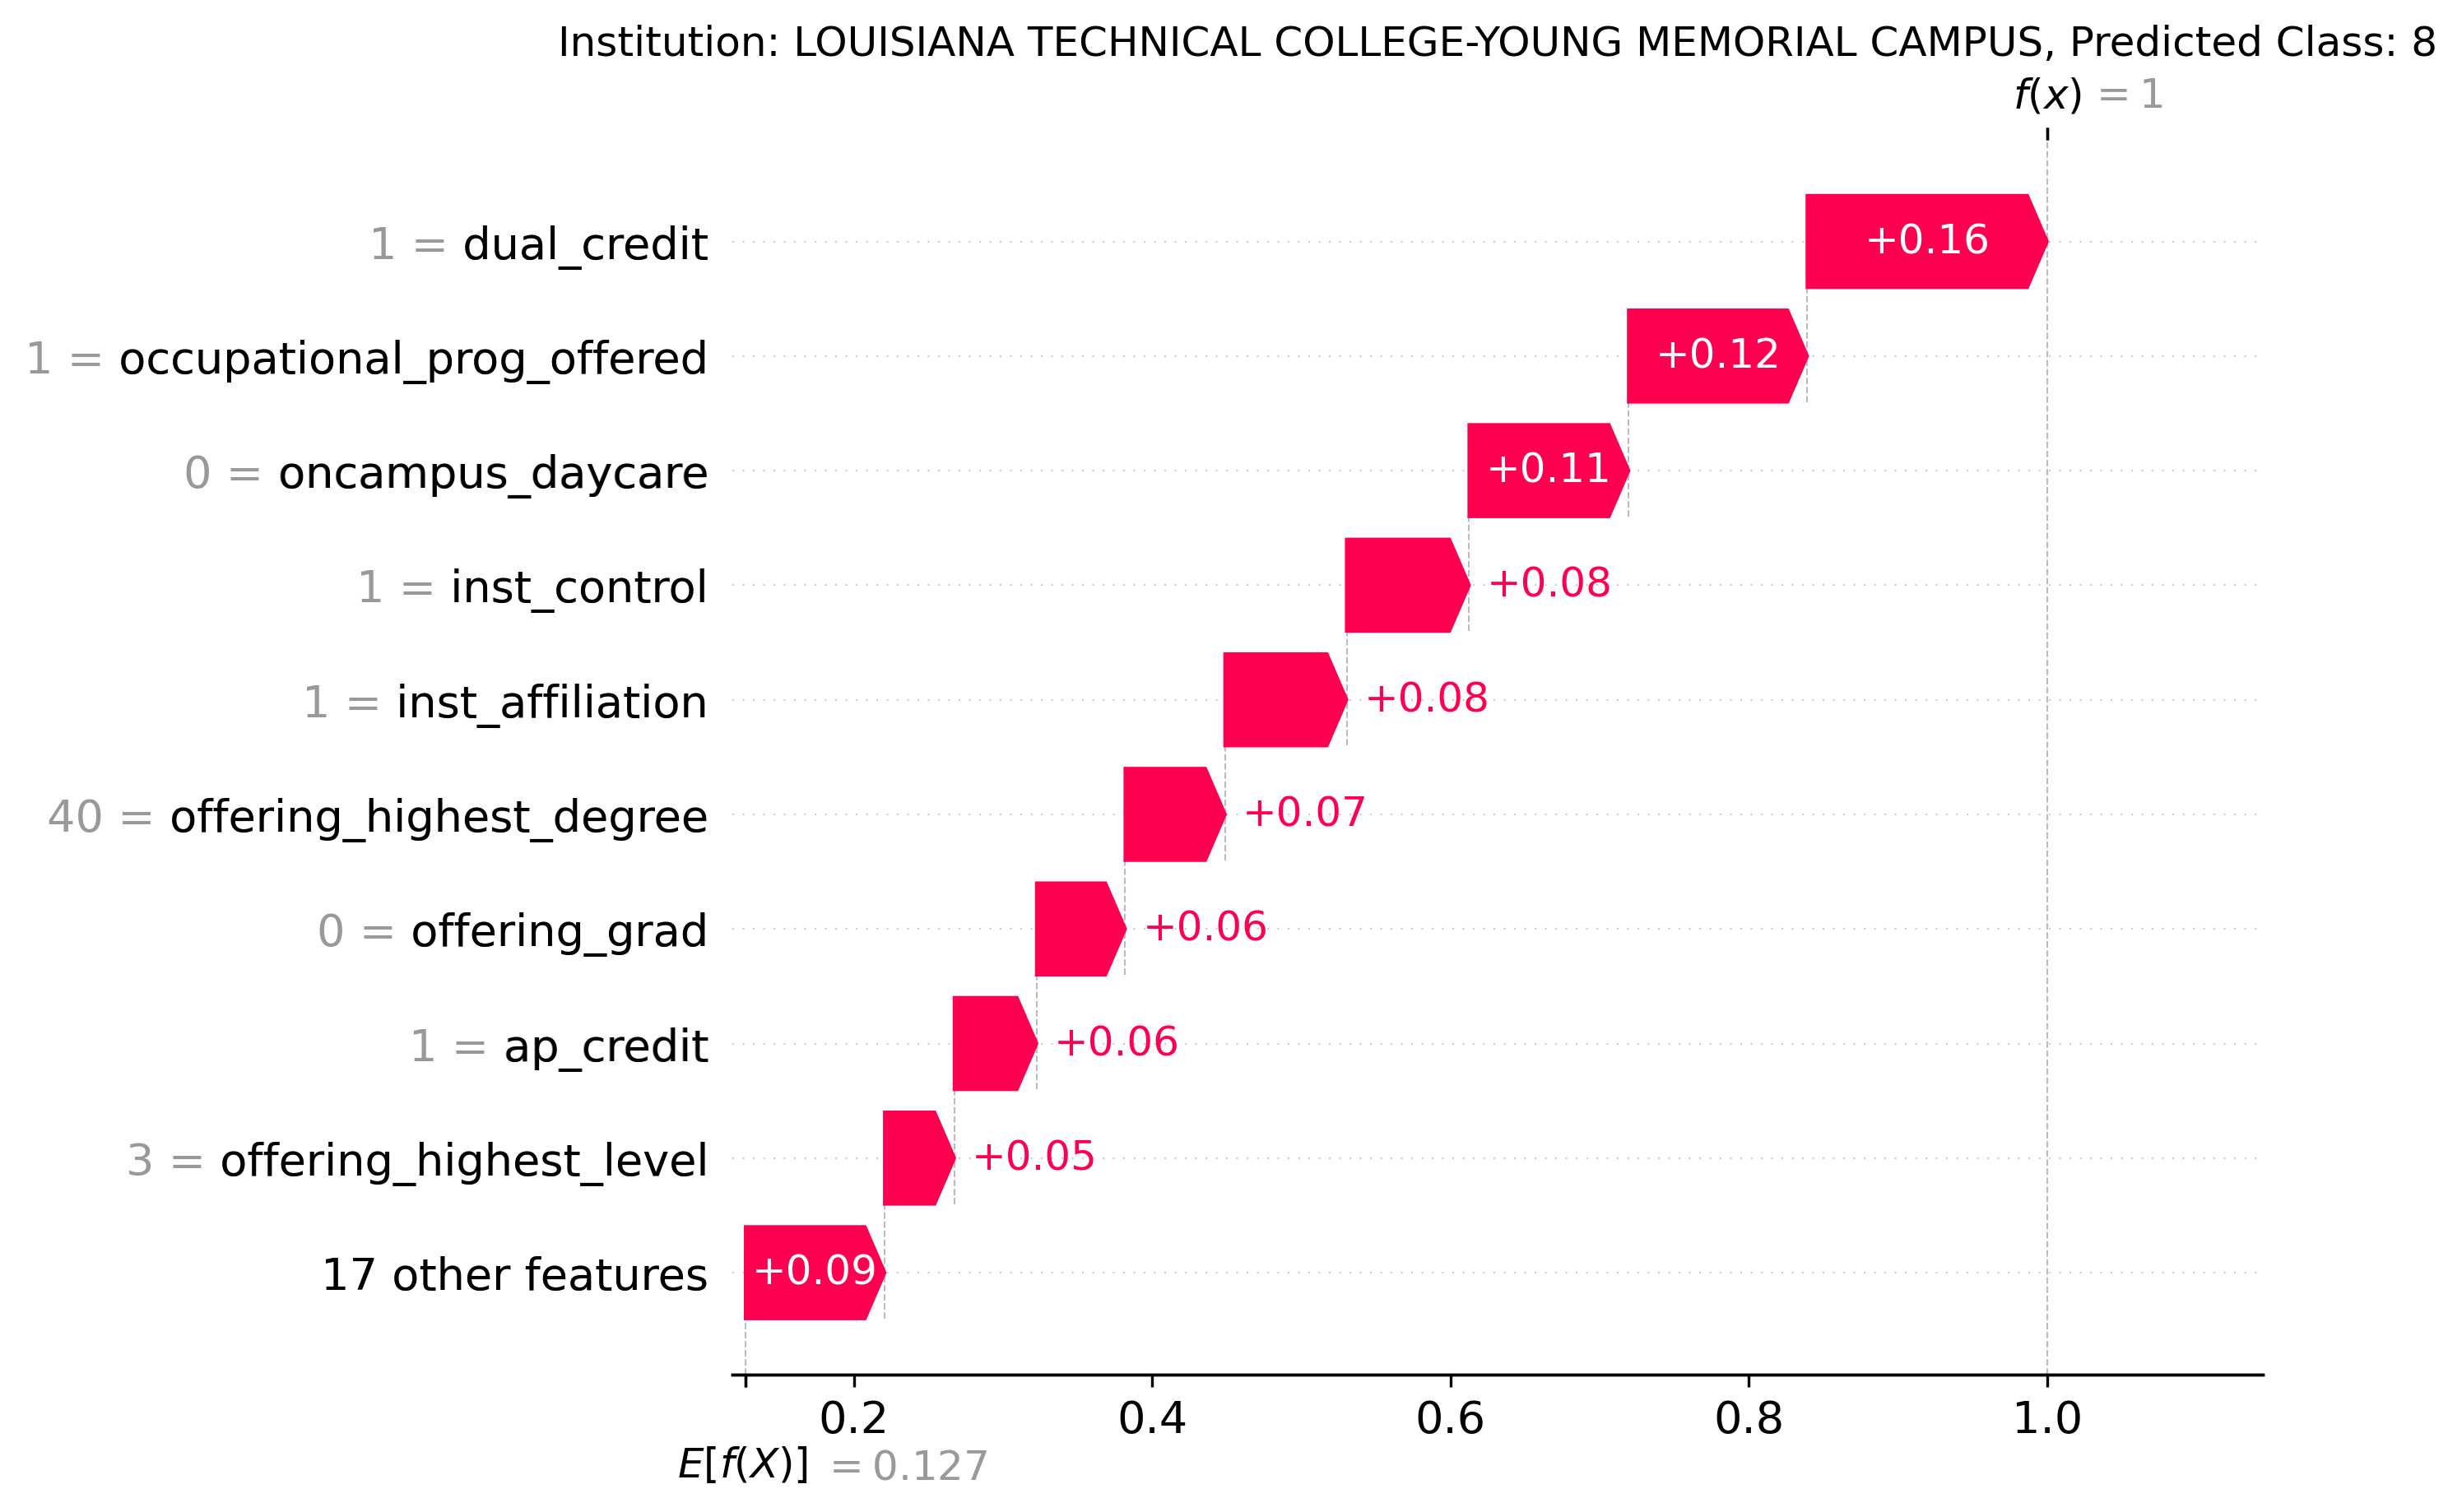 Institution: LOUISIANA TECHNICAL COLLEGE-YOUNG MEMORIAL CAMPUS, Predicted Class: 8
f(x) = 1
1 = dual_credit +0.16
1 = occupational_prog_offered +0.12
0 = oncampus_daycare +0.11
1 = inst_control +0.08
1 = inst_affiliation +0.08
40 = offering_highest_degree +0.07
0 = offering_grad +0.06
1 = ap_credit +0.06
3 = offering_highest_level +0.05
17 other features +0.09
0.2 0.4 0.6 0.8 1.0
E[f(X)] = 0.127